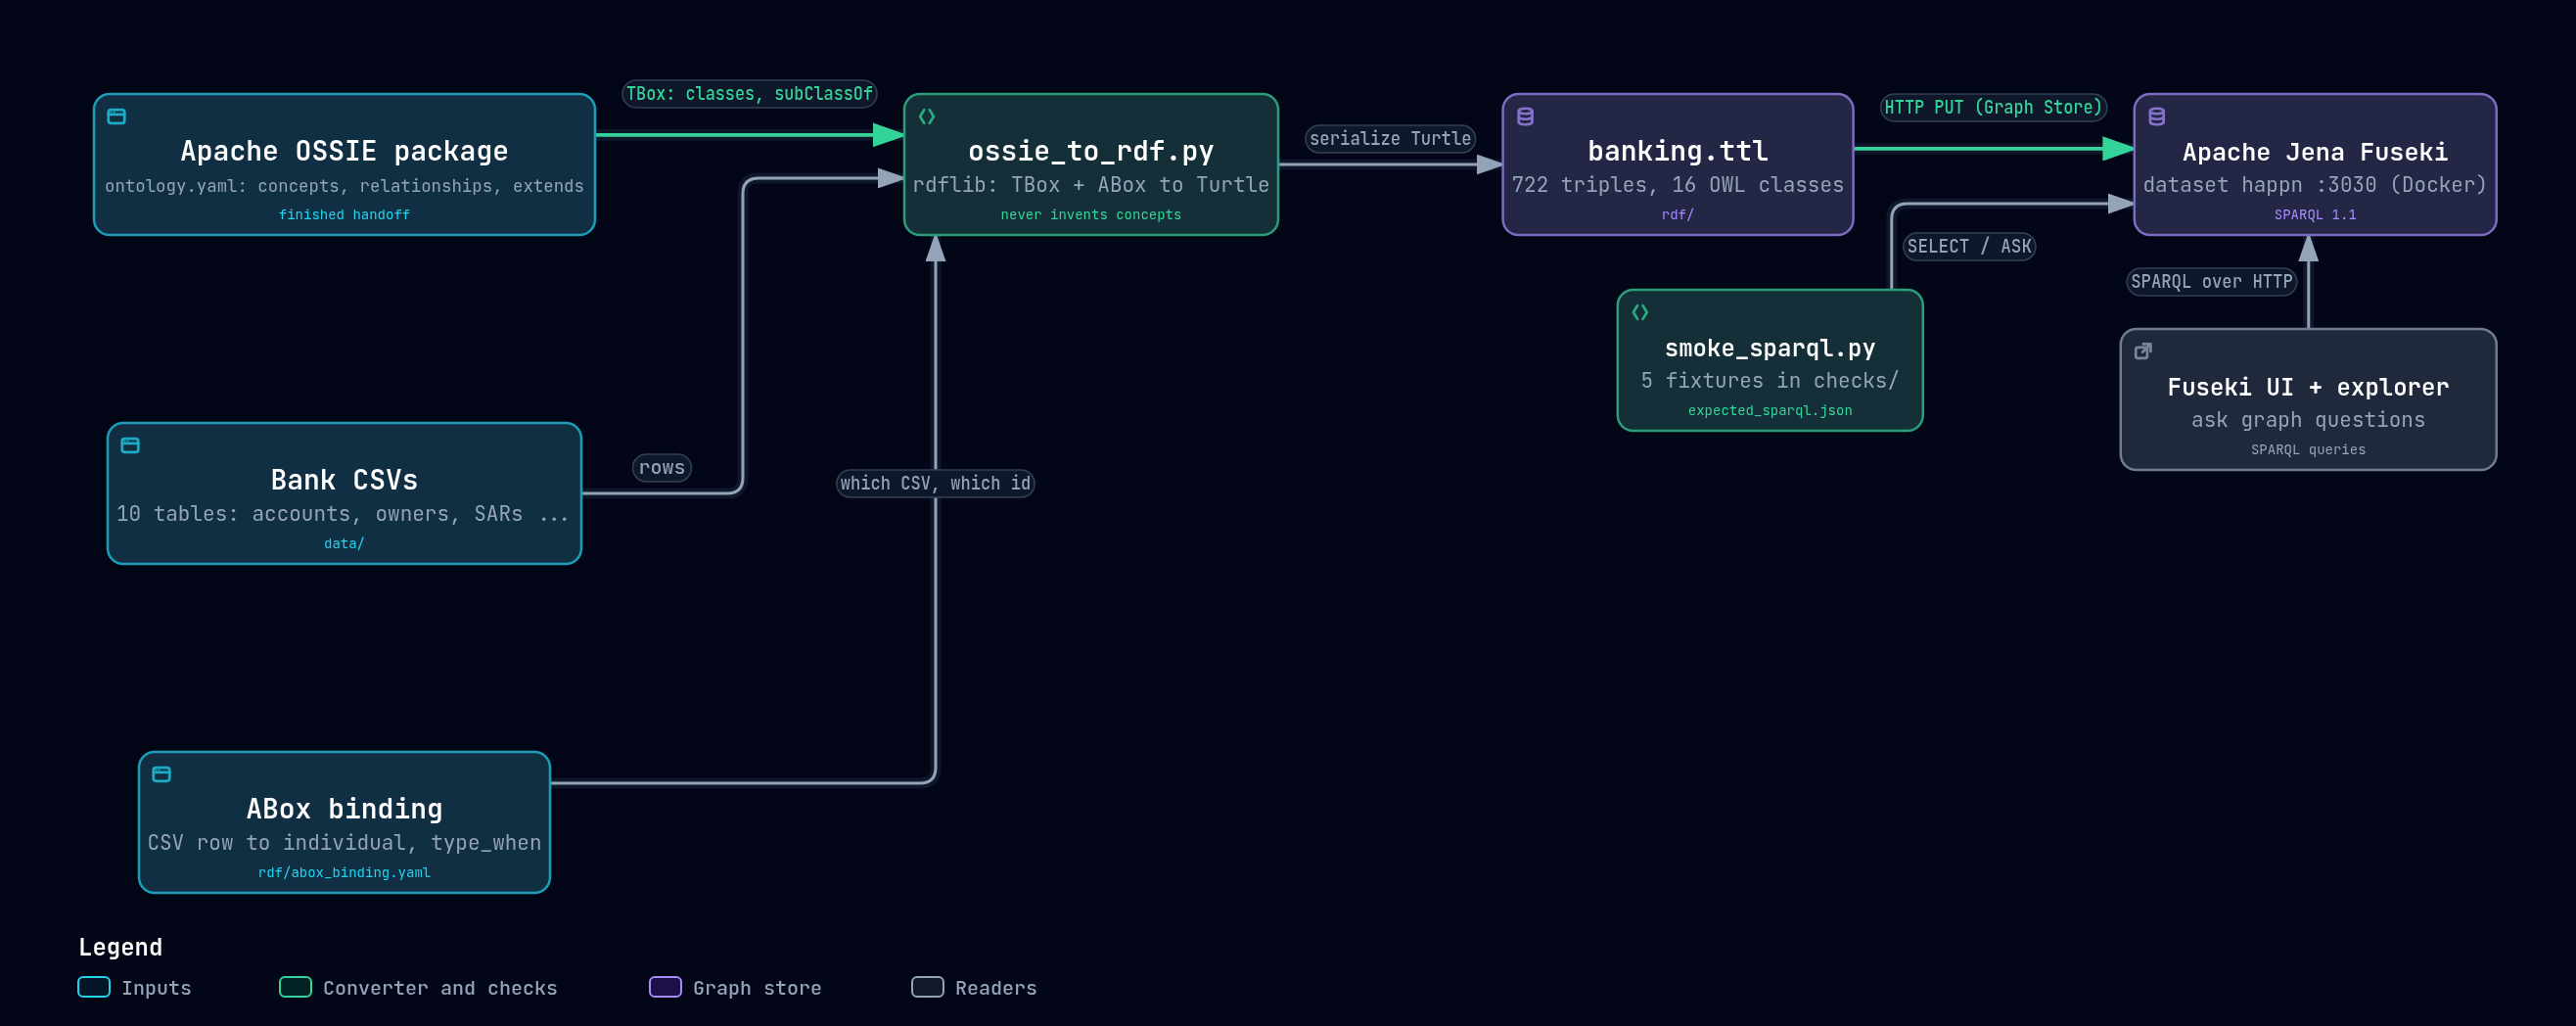 TBox: classes, subClassOf
Apache OSSIE package
ontology.yaml: concepts, relationships, extends
finished handoff
ossie_to_rdf.py
rdflib: TBox + ABox to Turtle
never invents concepts
serialize Turtle
banking.ttl
722 triples, 16 OWL classes
rdf/
HTTP PUT (Graph Store)
Apache Jena Fuseki
dataset happn :3030 (Docker)
SPARQL 1.1
SELECT / ASK
SPARQL over HTTP
smoke_sparql.py
5 fixtures in checks/
expected_sparql.json
Fuseki UI + explorer
ask graph questions
SPARQL queries
Bank CSVs
10 tables: accounts, owners, SARs ...
data/
rows
which CSV, which id
ABox binding
CSV row to individual, type_when
rdf/abox_binding.yaml
Legend
Inputs
Converter and checks
Graph store
Readers